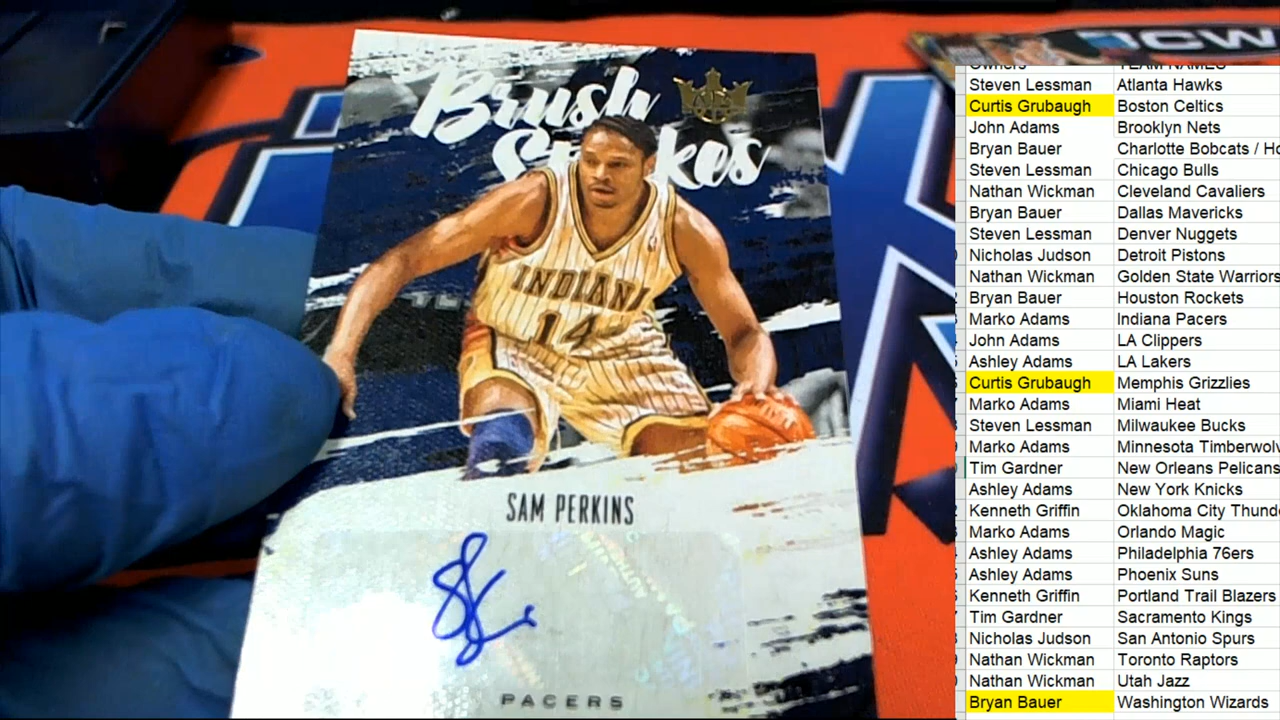 Brush
Strokes
INDIANA
14
SAM PERKINS
PACERS
Owners TEAM NAMES
Steven Lessman Atlanta Hawks
Curtis Grubaugh Boston Celtics
John Adams Brooklyn Nets
Bryan Bauer Charlotte Bobcats / Ho
Steven Lessman Chicago Bulls
Nathan Wickman Cleveland Cavaliers
Bryan Bauer Dallas Mavericks
Steven Lessman Denver Nuggets
Nicholas Judson Detroit Pistons
Nathan Wickman Golden State Warriors
Bryan Bauer Houston Rockets
Marko Adams Indiana Pacers
John Adams LA Clippers
Ashley Adams LA Lakers
Curtis Grubaugh Memphis Grizzlies
Marko Adams Miami Heat
Steven Lessman Milwaukee Bucks
Marko Adams Minnesota Timberwol
Tim Gardner New Orleans Pelicans
Ashley Adams New York Knicks
Kenneth Griffin Oklahoma City Thunde
Marko Adams Orlando Magic
Ashley Adams Philadelphia 76ers
Ashley Adams Phoenix Suns
Kenneth Griffin Portland Trail Blazers
Tim Gardner Sacramento Kings
Nicholas Judson San Antonio Spurs
Nathan Wickman Toronto Raptors
Nathan Wickman Utah Jazz
Bryan Bauer Washington Wizards